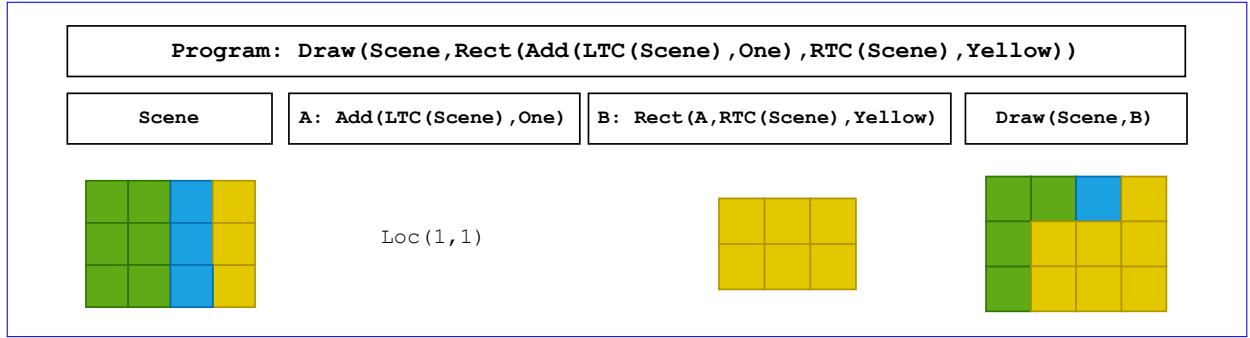 Program: Draw(Scene,Rect(Add(LTC(Scene),One),RTC(Scene),Yellow))
Scene
A: Add(LTC(Scene),One)
B: Rect(A,RTC(Scene),Yellow)
Draw(Scene,B)
Loc(1,1)